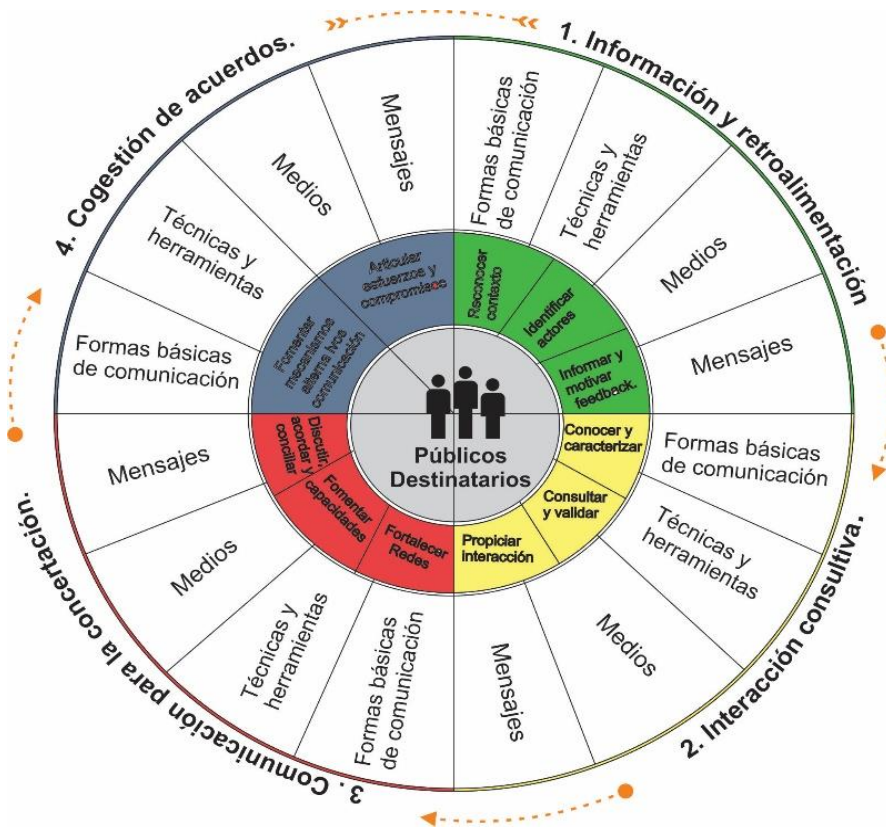 1. Información y retroalimentación
Formas básicas
de comunicación
Técnicas y
herramientas
Medios
Mensajes
Reconocer
contexto
Identificar
actores
Informar y
motivar
feedback.
2. Interacción consultiva.
Formas básicas
de comunicación
Técnicas y
herramientas
Medios
Mensajes
Conocer y
caracterizar
Consultar
y validar
Propiciar
interacción
3. Comunicación para la concertación.
Formas básicas
de comunicación
Técnicas y
herramientas
Medios
Mensajes
Fortalecer
Redes
Fomentar
capacidades
Discutir,
acordar y
conciliar
4. Cogestión de acuerdos.
Formas básicas
de comunicación
Técnicas y
herramientas
Medios
Mensajes
Fomentar
mecanismos
alterna ivos
comunicación
Articular
esfuerzos y
compromisos
Públicos
Destinatarios